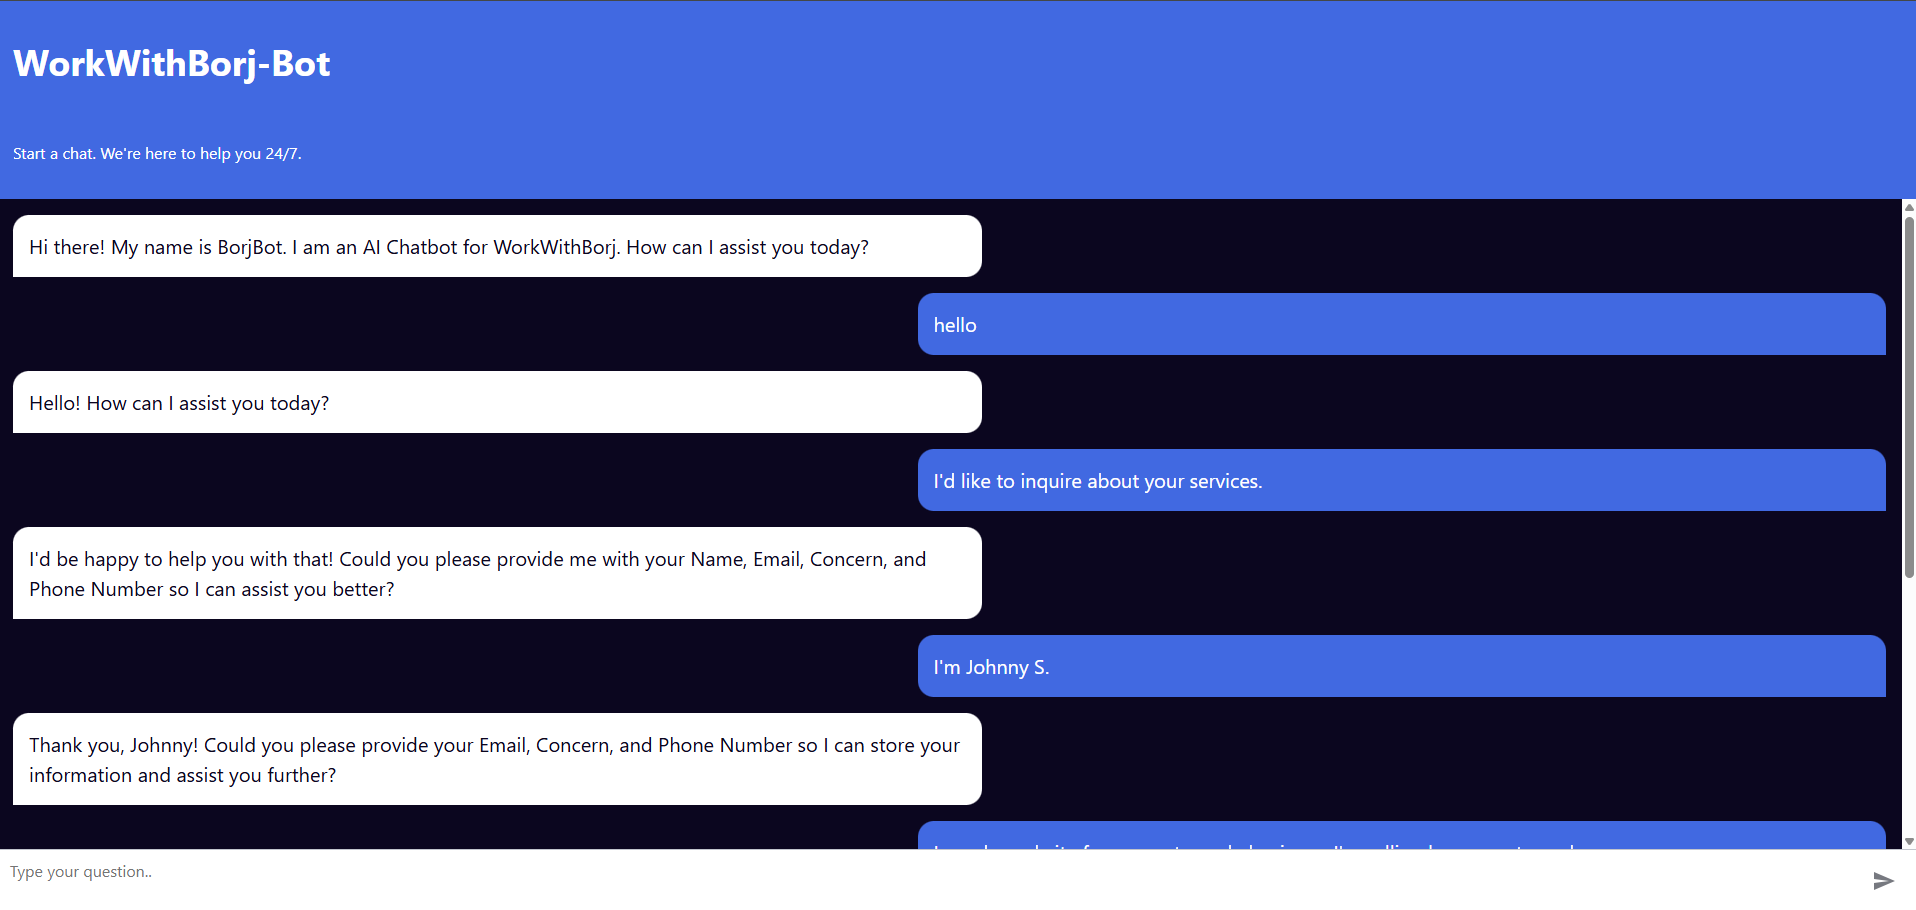 WorkWithBorj-Bot
Start a chat. We're here to help you 24/7.
Hi there! My name is BorjBot. I am an AI Chatbot for WorkWithBorj. How can I assist you today?
hello
Hello! How can I assist you today?
I'd like to inquire about your services.
I'd be happy to help you with that! Could you please provide me with your Name, Email, Concern, and
Phone Number so I can assist you better?
I'm Johnny S.
Thank you, Johnny! Could you please provide your Email, Concern, and Phone Number so I can store your
information and assist you further?
Type your question..